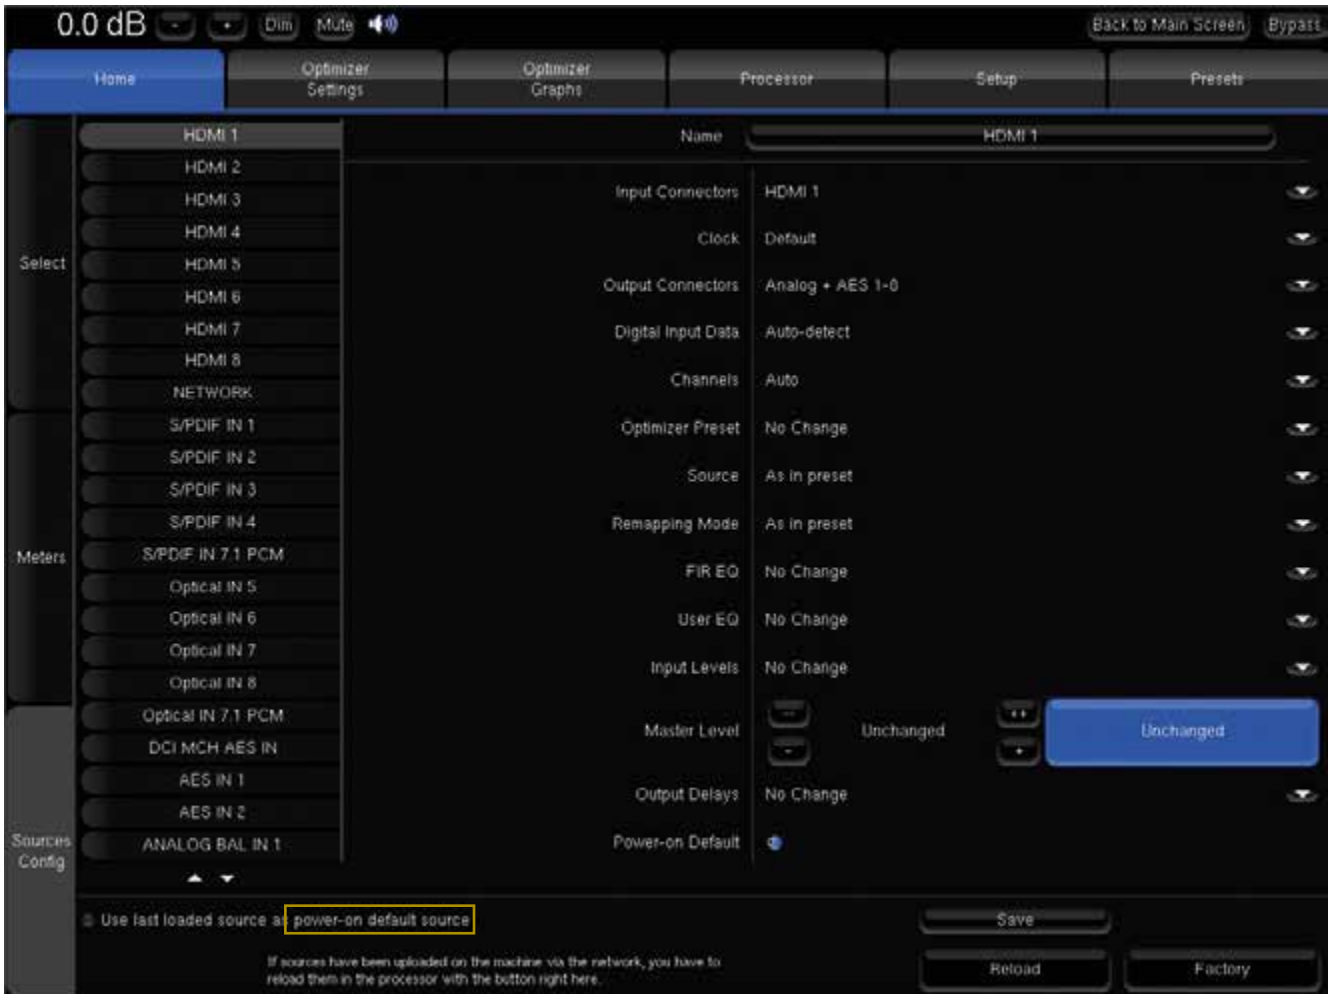 0.0 dB - + Dim Mute Back to Main Screen Bypass
Home Optimizer Settings Optimizer Graphs Processor Setup Presets
Select
Meters
Sources Config
HDMI 1
HDMI 2
HDMI 3
HDMI 4
HDMI 5
HDMI 6
HDMI 7
HDMI 8
NETWORK
S/PDIF IN 1
S/PDIF IN 2
S/PDIF IN 3
S/PDIF IN 4
S/PDIF IN 7.1 PCM
Optical IN 5
Optical IN 6
Optical IN 7
Optical IN 8
Optical IN 7.1 PCM
DCI MCH AES IN
AES IN 1
AES IN 2
ANALOG BAL IN 1
Name HDMI 1
Input Connectors HDMI 1
Clock Default
Output Connectors Analog + AES 1-8
Digital Input Data Auto-detect
Channels Auto
Optimizer Preset No Change
Source As in preset
Remapping Mode As in preset
FIR EQ No Change
User EQ No Change
Input Levels No Change
Master Level -- - Unchanged ++ + Unchanged
Output Delays No Change
Power-on Default
Use last loaded source as power-on default source
Save
If sources have been uploaded on the machine via the network, you have to
reload them in the processor with the button right here.
Reload Factory